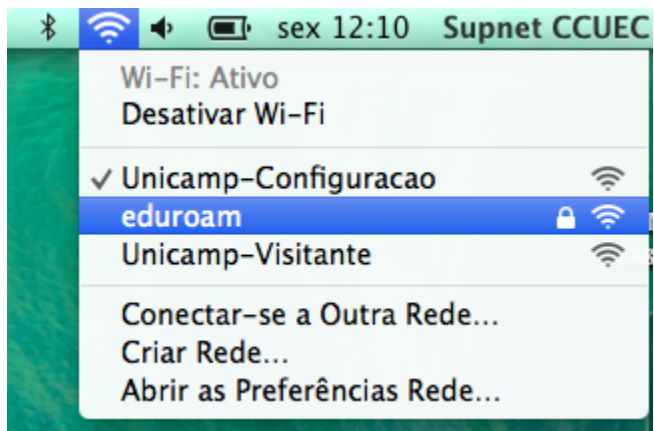 sex 12:10 Supnet CCUEC
Wi-Fi: Ativo
Desativar Wi-Fi
Unicamp-Configuracao
eduroam
Unicamp-Visitante
Conectar-se a Outra Rede...
Criar Rede...
Abrir as Preferências Rede...